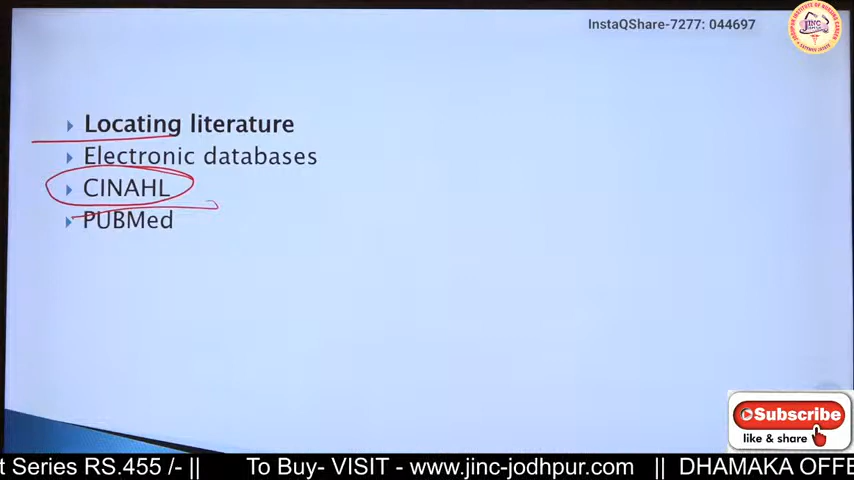 InstaQShare-7277: 044697
JINC
Locating literature
Electronic databases
CINAHL
PUBMed
Subscribe
like & share
t Series RS.455 /- || To Buy- VISIT - www.jinc-jodhpur.com || DHAMAKA OFFE